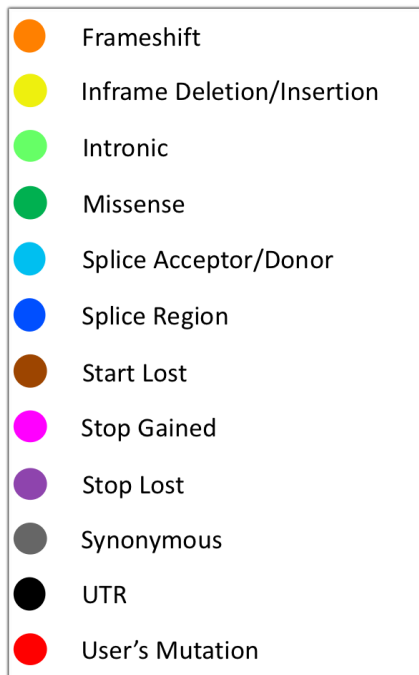 Frameshift
Inframe Deletion/Insertion
Intronic
Missense
Splice Acceptor/Donor
Splice Region
Start Lost
Stop Gained
Stop Lost
Synonymous
UTR
User's Mutation